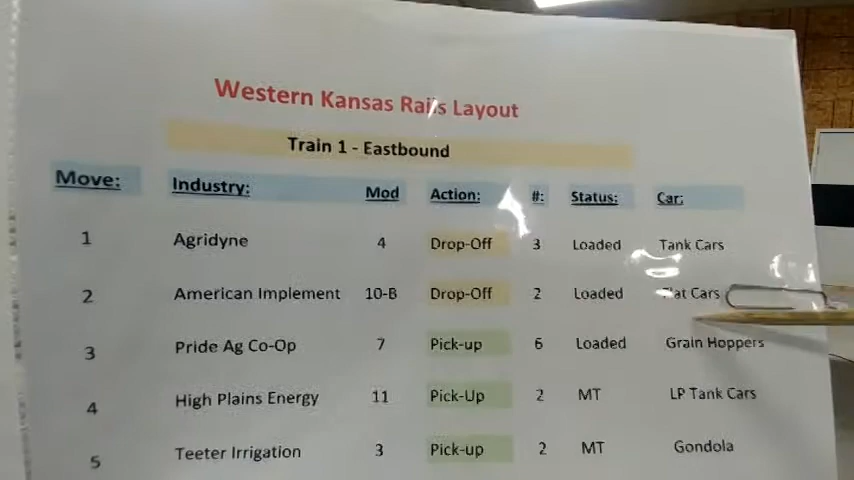 Western Kansas Rails Layout
Train 1 - Eastbound
Move: Industry: Mod Action: #: Status: Car:
1 Agridyne 4 Drop-Off 3 Loaded Tank Cars
2 American Implement 10-B Drop-Off 2 Loaded Flat Cars
3 Pride Ag Co-Op 7 Pick-up 6 Loaded Grain Hoppers
4 High Plains Energy 11 Pick-Up 2 MT LP Tank Cars
5 Teeter Irrigation 3 Pick-up 2 MT Gondola